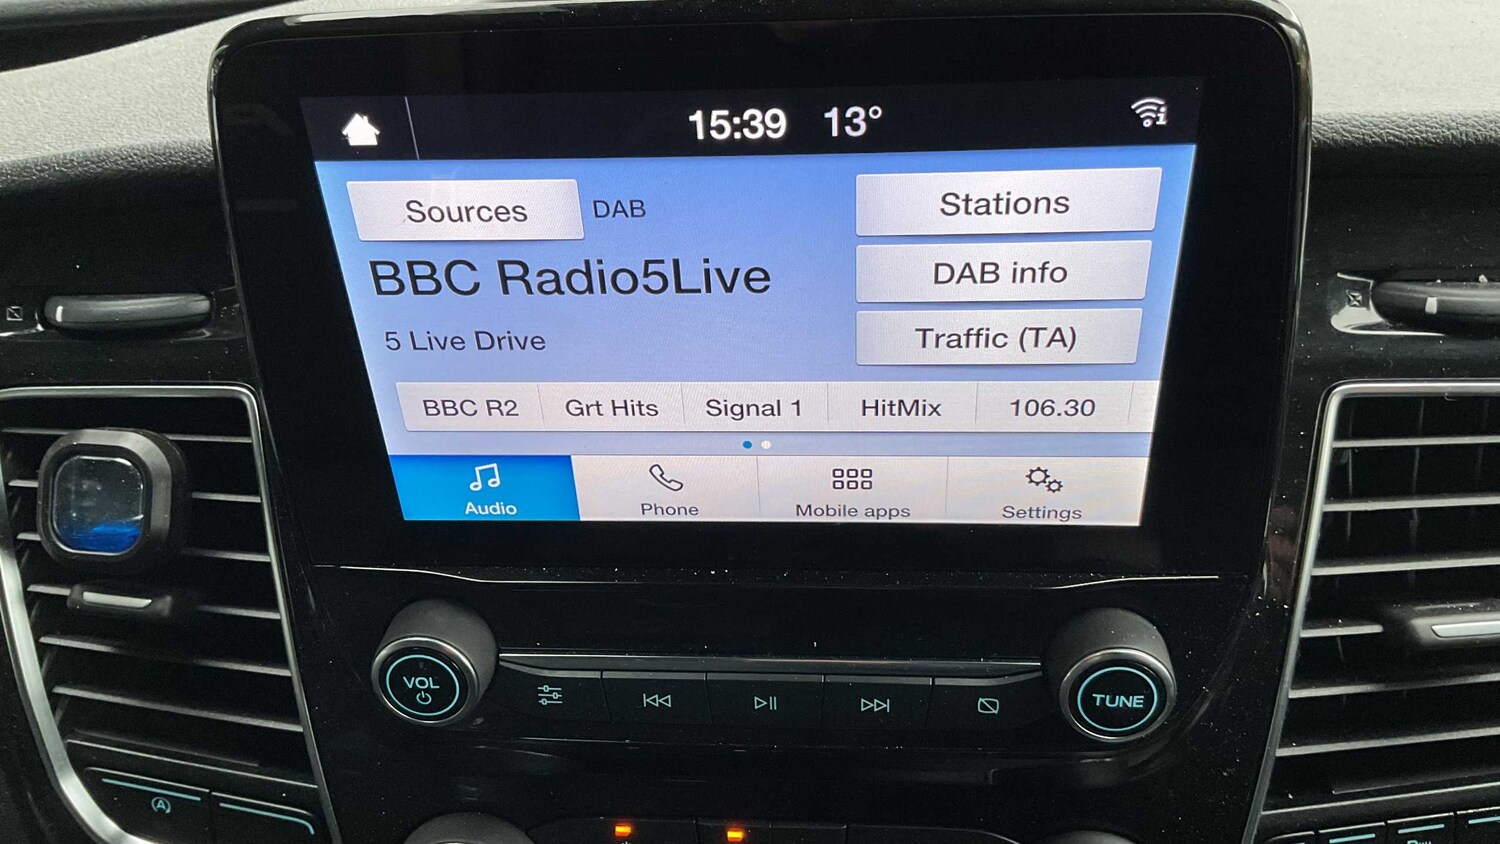 15:39 13°
Sources DAB Stations
BBC Radio5Live DAB info
5 Live Drive Traffic (TA)
BBC R2 Grt Hits Signal 1 HitMix 106.30
Audio Phone Mobile apps Settings
VOL TUNE
A